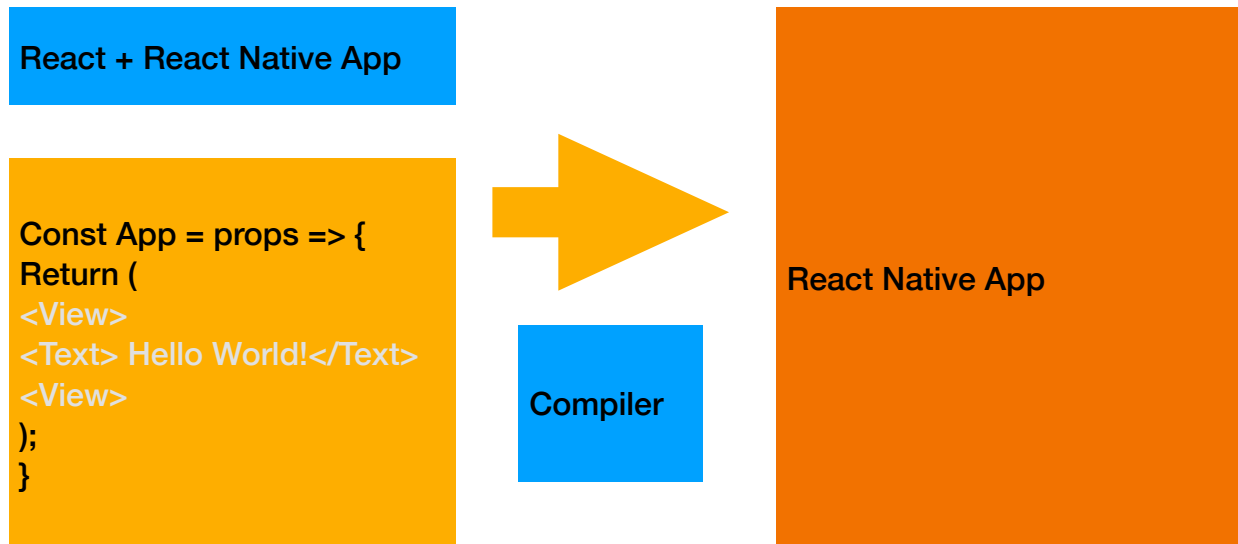 React + React Native App
Const App = props => {
Return (
<View>
<Text> Hello World!</Text>
<View>
);
}
Compiler
React Native App